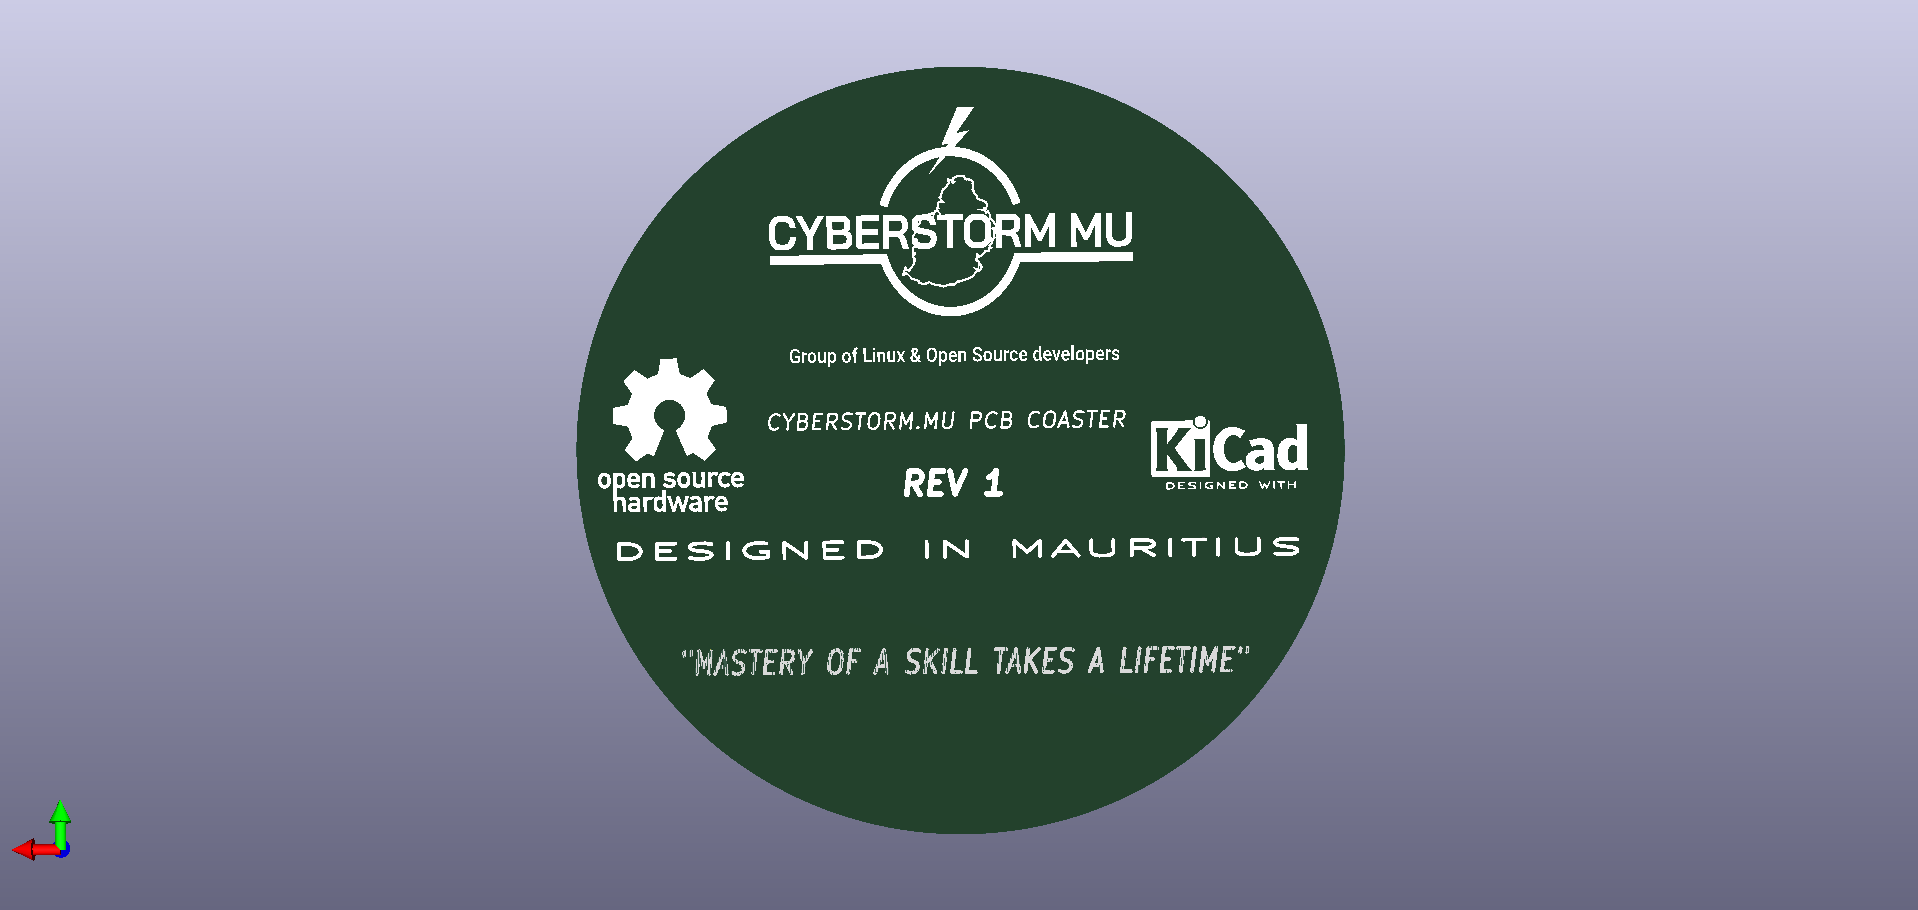 CYBERSTORM MU
Group of Linux & Open Source developers
CYBERSTORM.MU PCB COASTER
REV 1
open source
hardware
KiCad
DESIGNED WITH
DESIGNED IN MAURITIUS
"MASTERY OF A SKILL TAKES A LIFETIME"